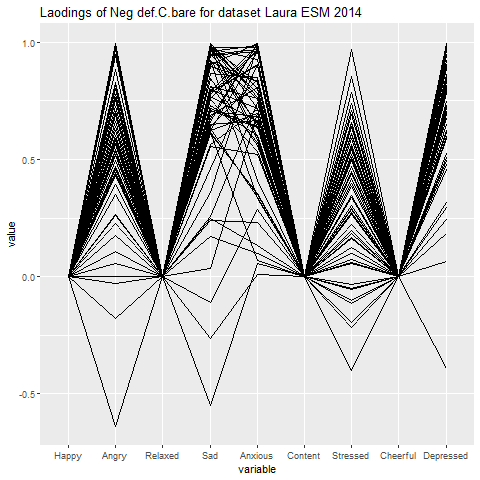 Laodings of Neg def.C.bare for dataset Laura ESM 2014
1.0
0.5
0.0
-0.5
value
Happy Angry Relaxed Sad Anxious Content Stressed Cheerful Depressed
variable